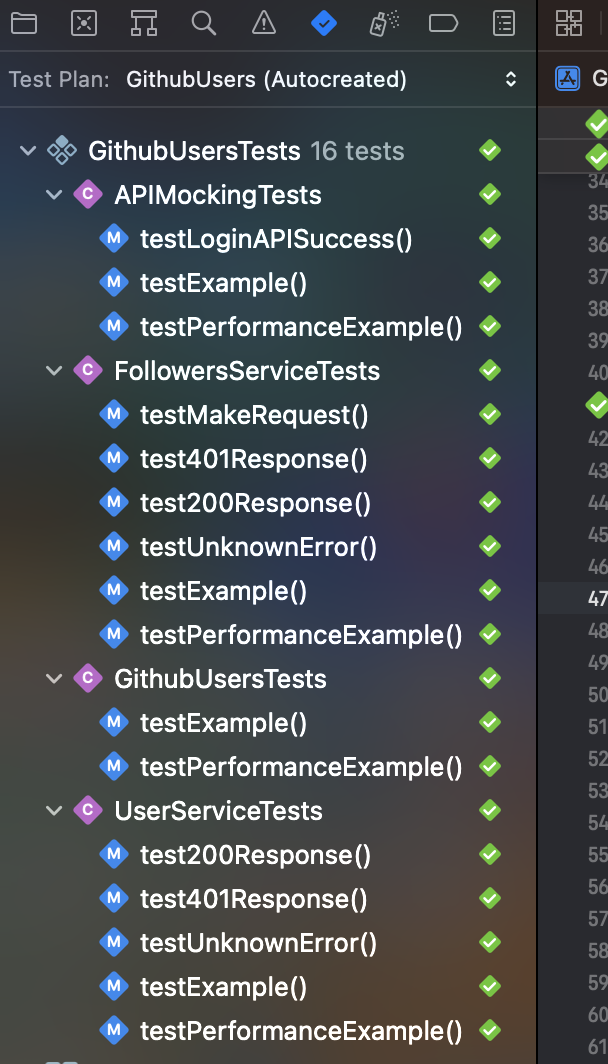 Test Plan: GithubUsers (Autocreated)
G
GithubUsersTests 16 tests
C APIMockingTests
34
M testLoginAPISuccess()
35
36
M testExample()
37
38
M testPerformanceExample()
39
C FollowersServiceTests
40
M testMakeRequest()
42
M test401Response()
43
M test200Response()
44
45
M testUnknownError()
46
M testExample()
47
M testPerformanceExample()
48
49
C GithubUsersTests
50
M testExample()
51
52
M testPerformanceExample()
53
C UserServiceTests
54
M test200Response()
55
56
M test401Response()
57
M testUnknownError()
58
M testExample()
59
60
M testPerformanceExample()
61